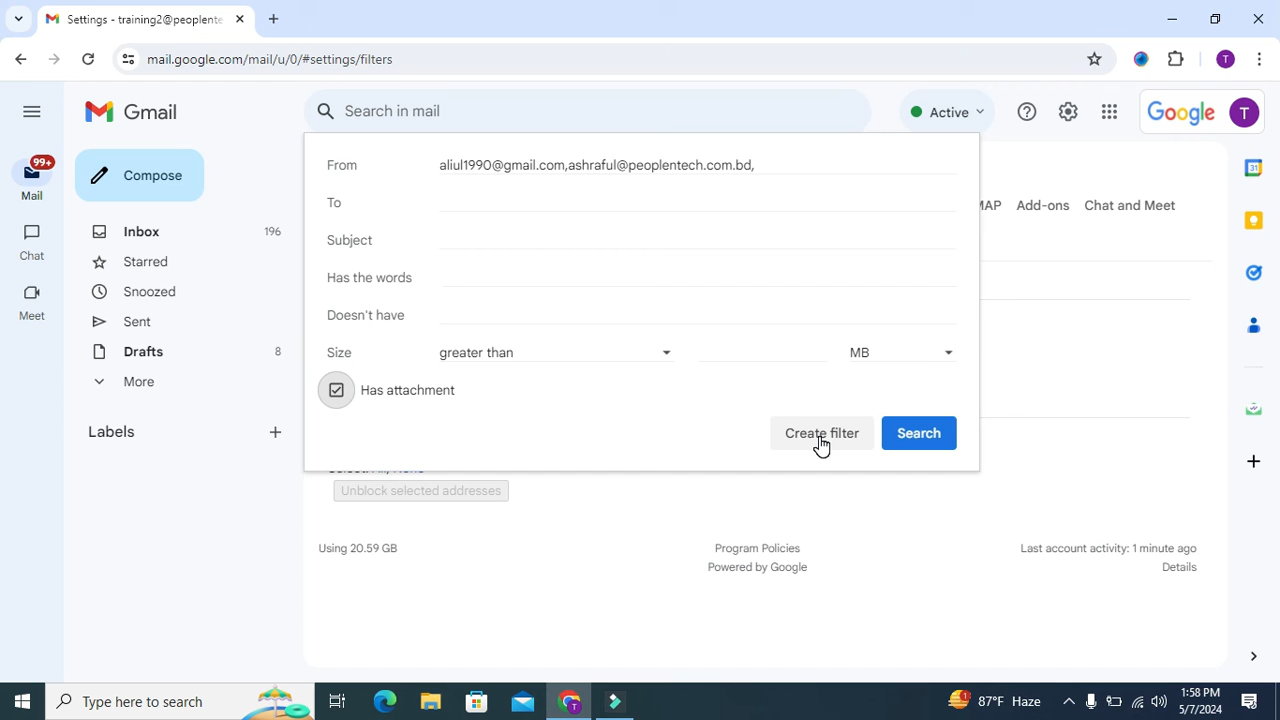 Settings - training2@peoplente
mail.google.com/mail/u/0/#settings/filters
T
Gmail
Search in mail
Active
Google
T
99+
Mail
Chat
Meet
Compose
Inbox 196
Starred
Snoozed
Sent
Drafts 8
More
Labels
From aliul1990@gmail.com,ashraful@peoplentech.com.bd,
To
Subject
Has the words
Doesn't have
Size greater than MB
Has attachment
Create filter Search
MAP Add-ons Chat and Meet
Unblock selected addresses
Using 20.59 GB
Program Policies
Powered by Google
Last account activity: 1 minute ago
Details
31
Type here to search
1
87°F Haze
1:58 PM
5/7/2024